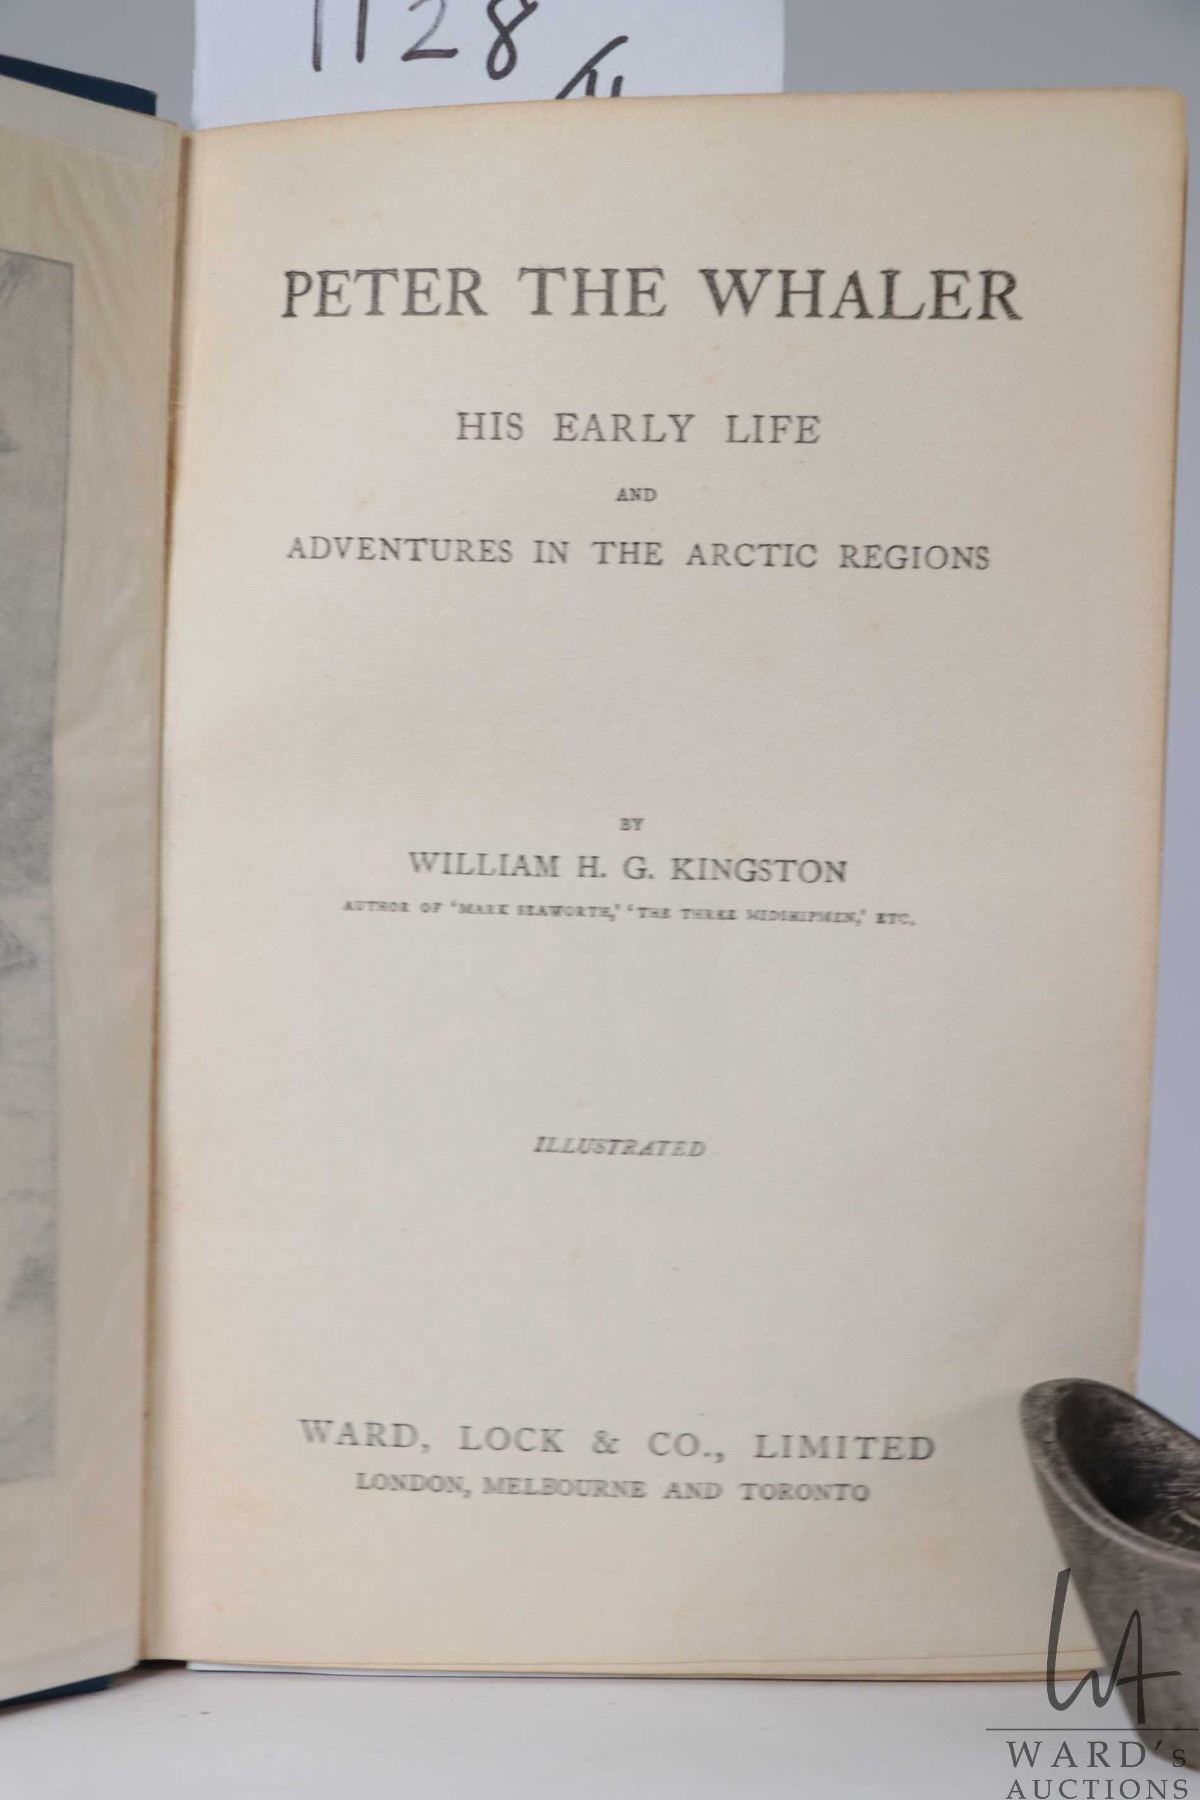 1128
PETER THE WHALER
HIS EARLY LIFE
AND
ADVENTURES IN THE ARCTIC REGIONS
BY
WILLIAM H. G. KINGSTON
AUTHOR OF 'MARK SEAWORTH,' 'THE THREE MIDSHIPMEN,' ETC.
ILLUSTRATED
WARD, LOCK & CO., LIMITED
LONDON, MELBOURNE AND TORONTO
WA
WARD's
AUCTIONS